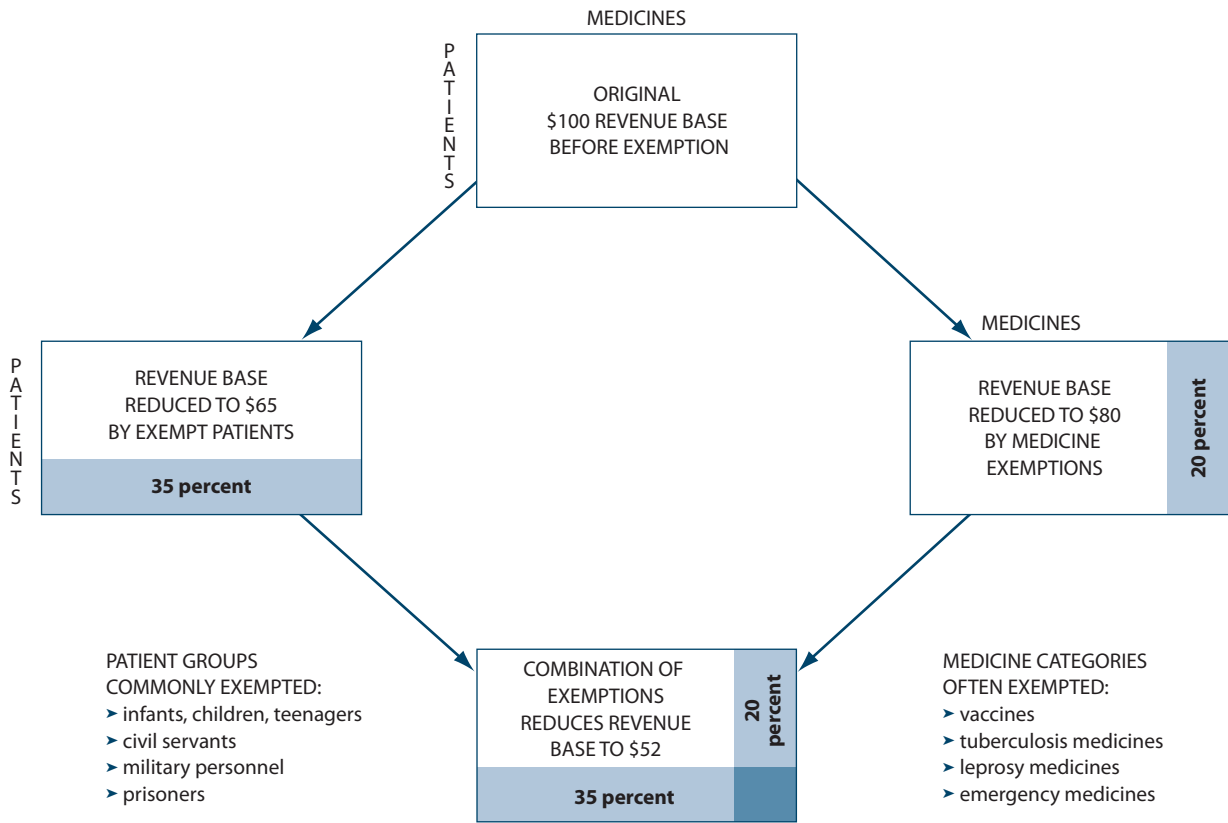 MEDICINES
PATIENTS
ORIGINAL
$100 REVENUE BASE
BEFORE EXEMPTION
PATIENTS
REVENUE BASE
REDUCED TO $65
BY EXEMPT PATIENTS
35 percent
MEDICINES
REVENUE BASE
REDUCED TO $80
BY MEDICINE
EXEMPTIONS
20 percent
PATIENT GROUPS
COMMONLY EXEMPTED:
➤ infants, children, teenagers
➤ civil servants
➤ military personnel
➤ prisoners
COMBINATION OF
EXEMPTIONS
REDUCES REVENUE
BASE TO $52
20
percent
35 percent
MEDICINE CATEGORIES
OFTEN EXEMPTED:
➤ vaccines
➤ tuberculosis medicines
➤ leprosy medicines
➤ emergency medicines